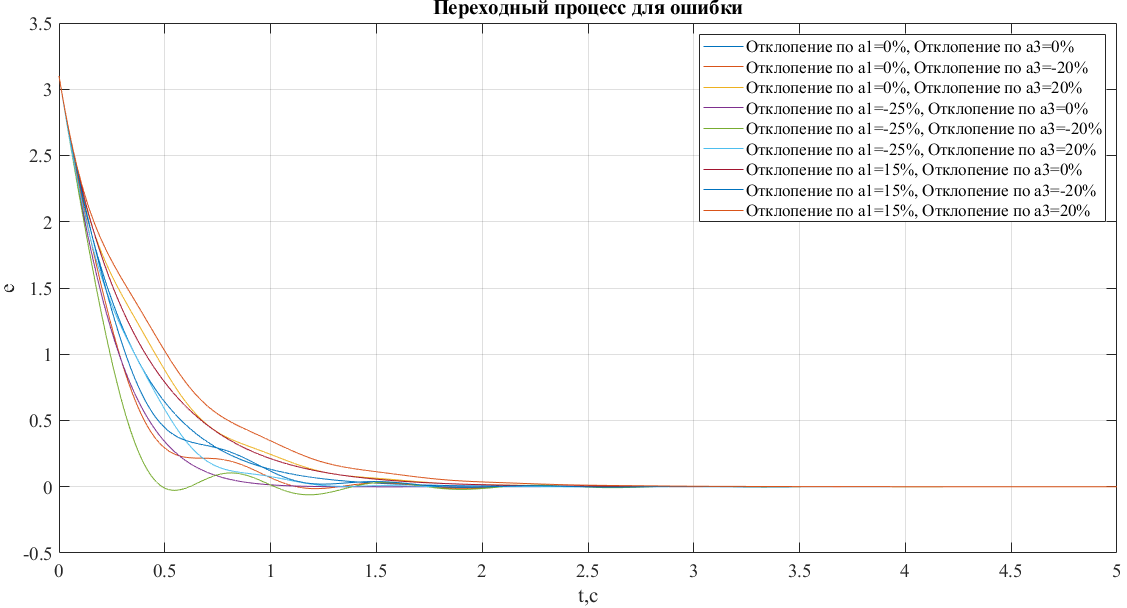 Переходный процесс для ошибки
3.5
3
2.5
2
1.5
1
0.5
0
-0.5
e
Отклопение по a1=0%, Отклопение по a3=0%
Отклопение по a1=0%, Отклопение по a3=-20%
Отклопение по a1=0%, Отклопение по a3=20%
Отклопение по a1=-25%, Отклопение по a3=0%
Отклопение по a1=-25%, Отклопение по a3=-20%
Отклопение по a1=-25%, Отклопение по a3=20%
Отклопение по a1=15%, Отклопение по a3=0%
Отклопение по a1=15%, Отклопение по a3=-20%
Отклопение по a1=15%, Отклопение по a3=20%
0 0.5 1 1.5 2 2.5 3 3.5 4 4.5 5
t,c